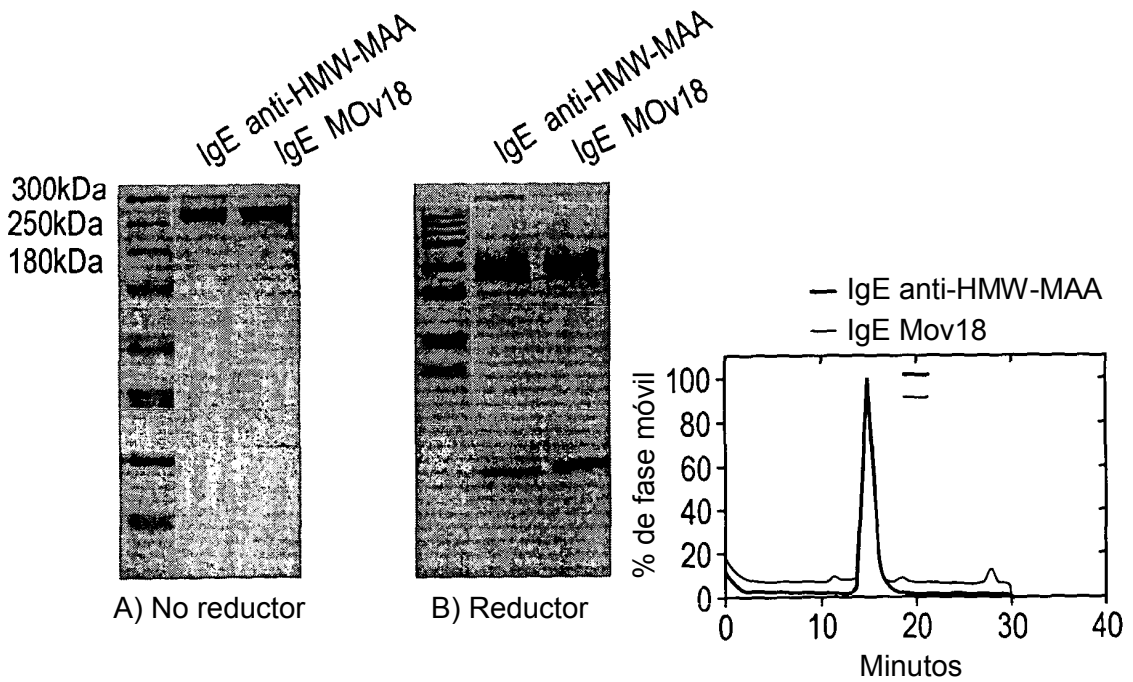 IgE anti-HMW-MAA
IgE MOv18
IgE anti-HMW-MAA
IgE MOv18
300kDa
250kDa
180kDa
A) No reductor
B) Reductor
IgE anti-HMW-MAA
IgE Mov18
% de fase móvil
100
80
60
40
20
0
0 10 20 30 40
Minutos